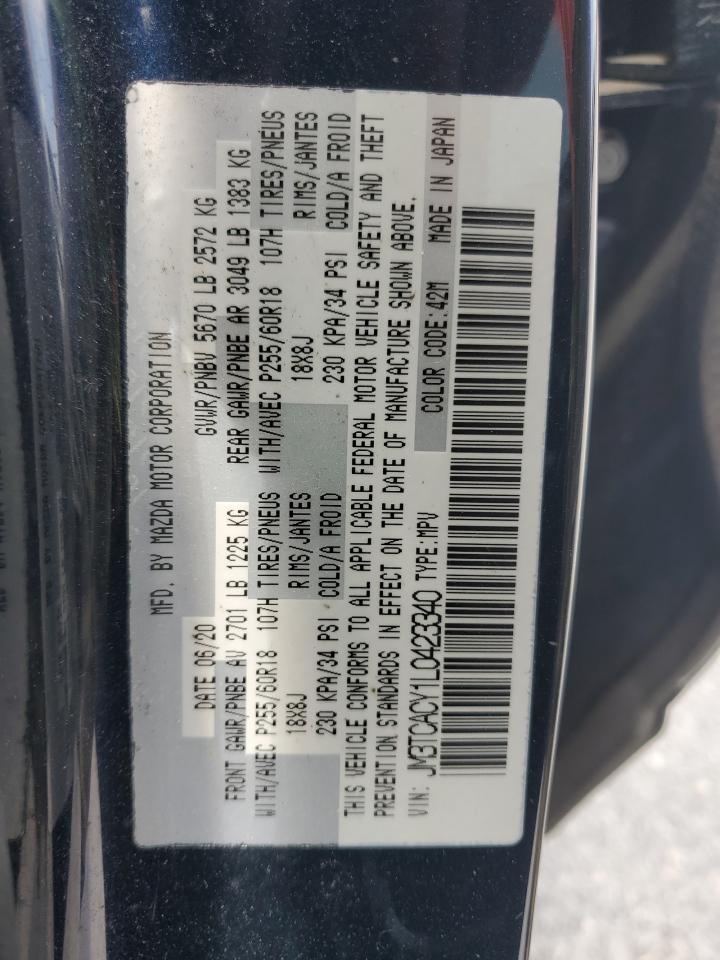 MFD. BY MAZDA MOTOR CORPORATION
DATE 06/20 GVWR/PNBV 5670 LB 2572 KG
FRONT GAWR/PNBE AV 2701 LB 1225 KG REAR GAWR/PNBE AR 3049 LB 1383 KG
WITH/AVEC P255/60R18 107H TIRES/PNEUS WITH/AVEC P255/60R18 107H TIRES/PNEUS
18X8J RIMS/JANTES 18X8J RIMS/JANTES
230 KPA/34 PSI COLD/A FROID 230 KPA/34 PSI COLD/A FROID
THIS VEHICLE CONFORMS TO ALL APPLICABLE FEDERAL MOTOR VEHICLE SAFETY AND THEFT
PREVENTION STANDARDS IN EFFECT ON THE DATE OF MANUFACTURE SHOWN ABOVE.
VIN: JM3TCACY1L0423340 TYPE:MPV COLOR CODE:42M MADE IN JAPAN